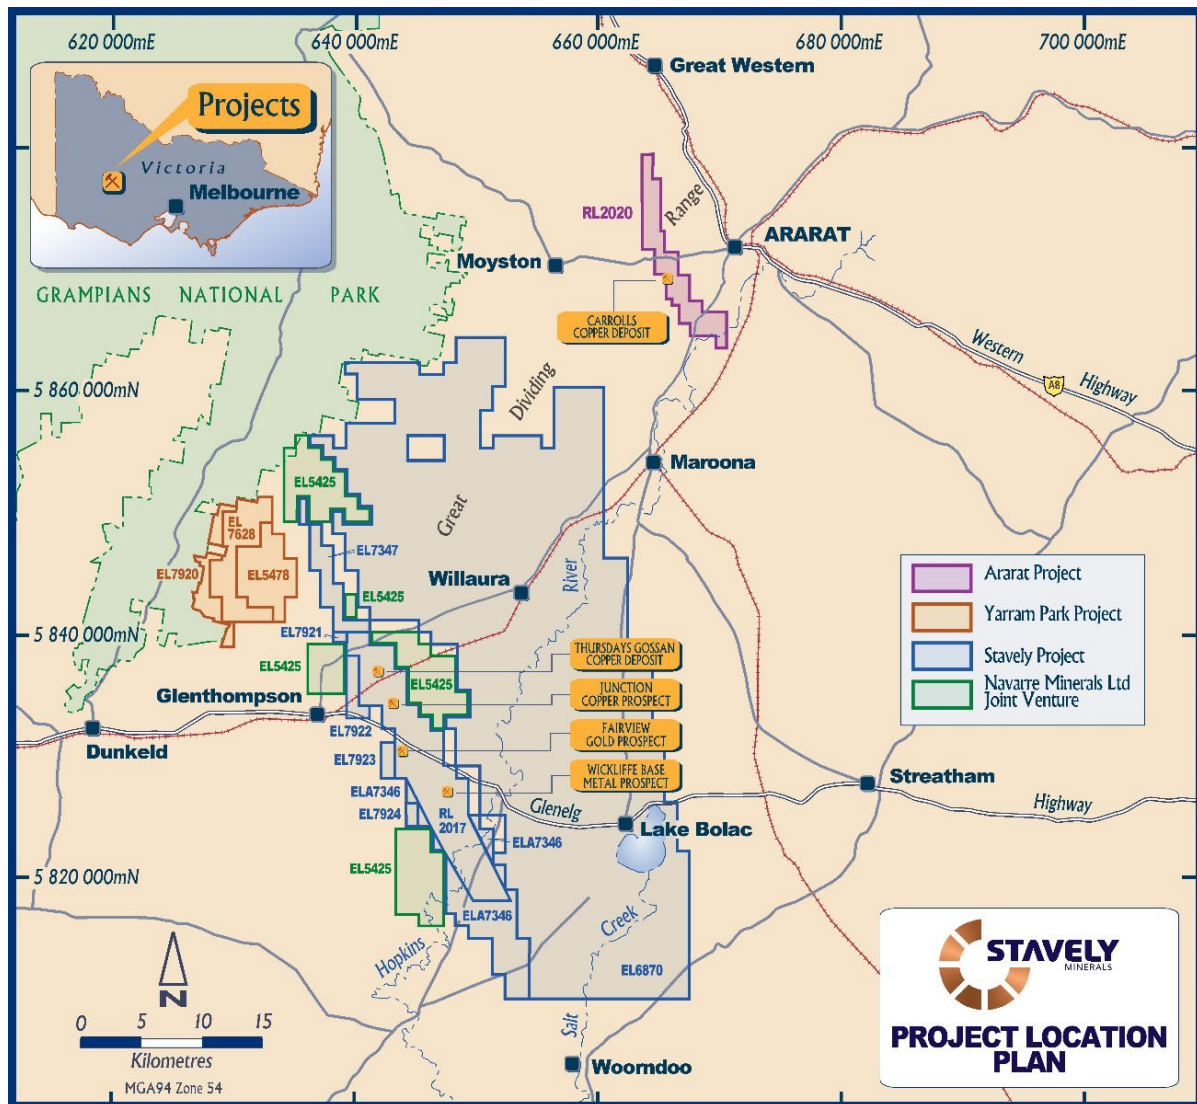 620 000mE
640 000mE
660 000mE
680 000mE
700 000mE
Projects
Victoria
Melbourne
Great Western
RL2020
Range
ARARAT
Moyston
GRAMPIANS NATIONAL PARK
CARROLLS
COPPER DEPOSIT
Western
Highway
A8
5 860 000mN
Dividing
Maroona
EL5425
Great
EL
7628
EL7347
EL7920
EL5478
Willaura
River
EL5425
Ararat Project
Yarram Park Project
Stavely Project
Navarre Minerals Ltd
Joint Venture
5 840 000mN
EL7921
THURSDAYS GOSSAN
COPPER DEPOSIT
EL5425
EL5425
JUNCTION
COPPER PROSPECT
Glenthompson
EL7922
FAIRVIEW
GOLD PROSPECT
Dunkeld
EL7923
WICKLIFFE BASE
METAL PROSPECT
Streatham
ELA7346
EL7924
RL
2017
Glenelg
Highway
Lake Bolac
ELA7346
EL5425
5 820 000mN
ELA7346
Creek
Hopkins
EL6870
N
Salt
0 5 10 15
Kilometres
MGA94 Zone 54
Woorndoo
STAVELY
MINERALS
PROJECT LOCATION
PLAN